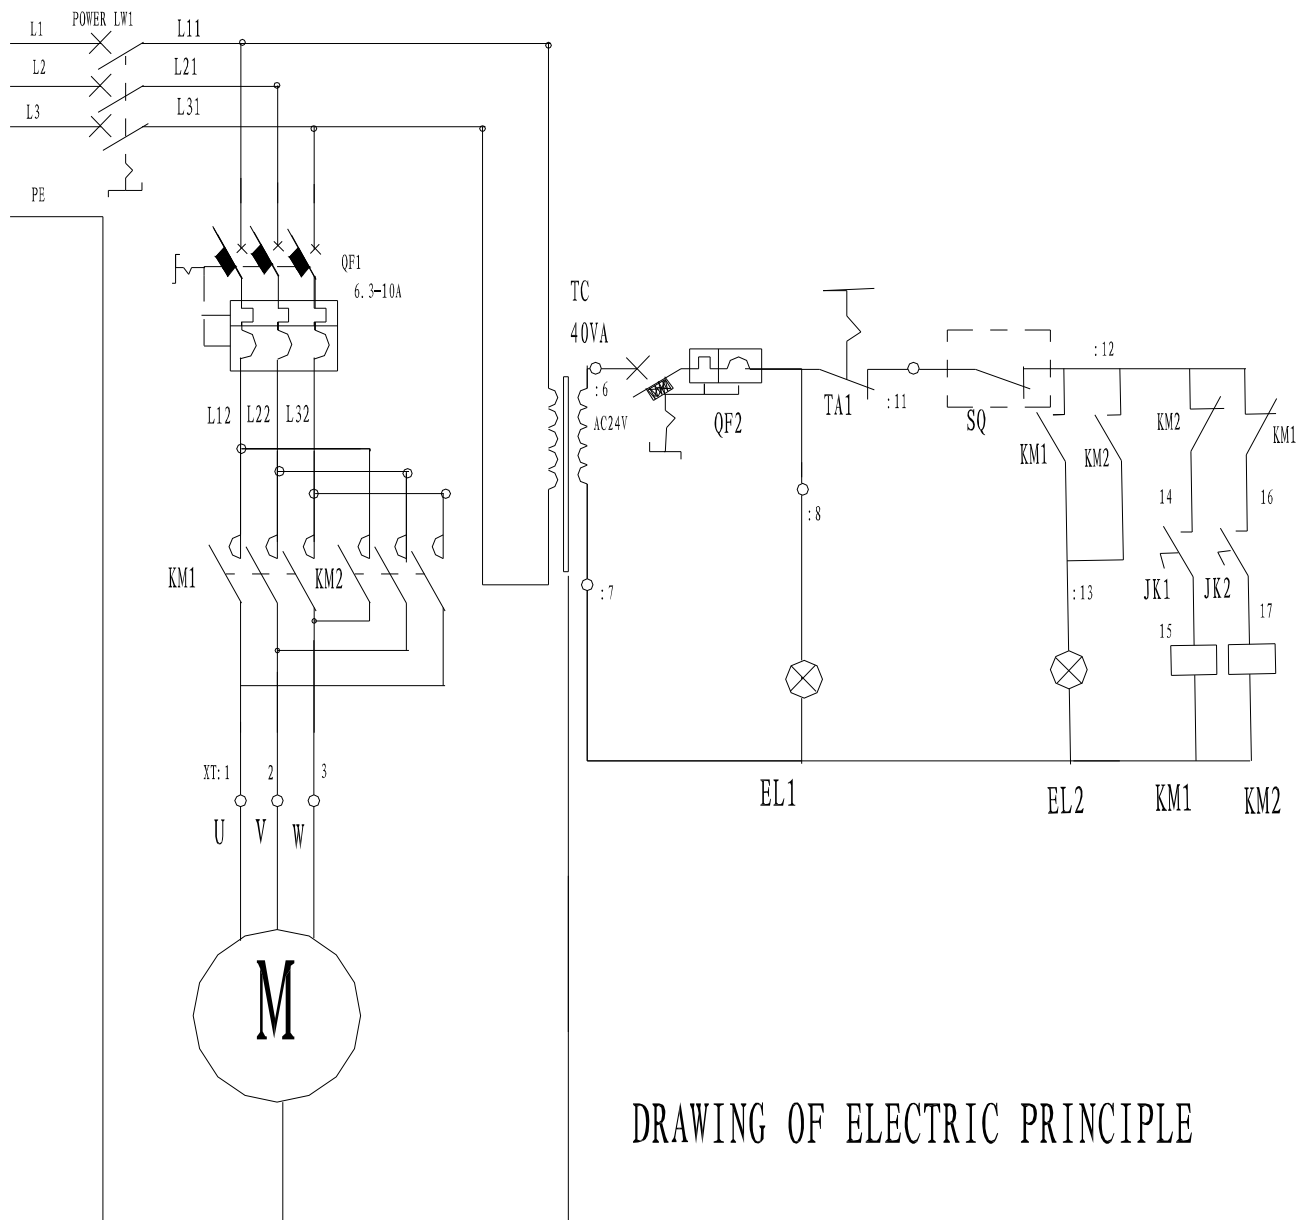 L1 POWER LW1 L11
L2 L21
L3 L31
PE
QF1
6.3-10A
TC
40VA
:6
AC24V
QF2
TA1
:11
SQ
:12
KM1
KM2
KM2
KM1
L12 L22 L32
:8
14
16
KM1
KM2
:7
:13
JK1
JK2
15
17
XT:1 2 3
U V W
EL1
EL2
KM1
KM2
M
DRAWING OF ELECTRIC PRINCIPLE